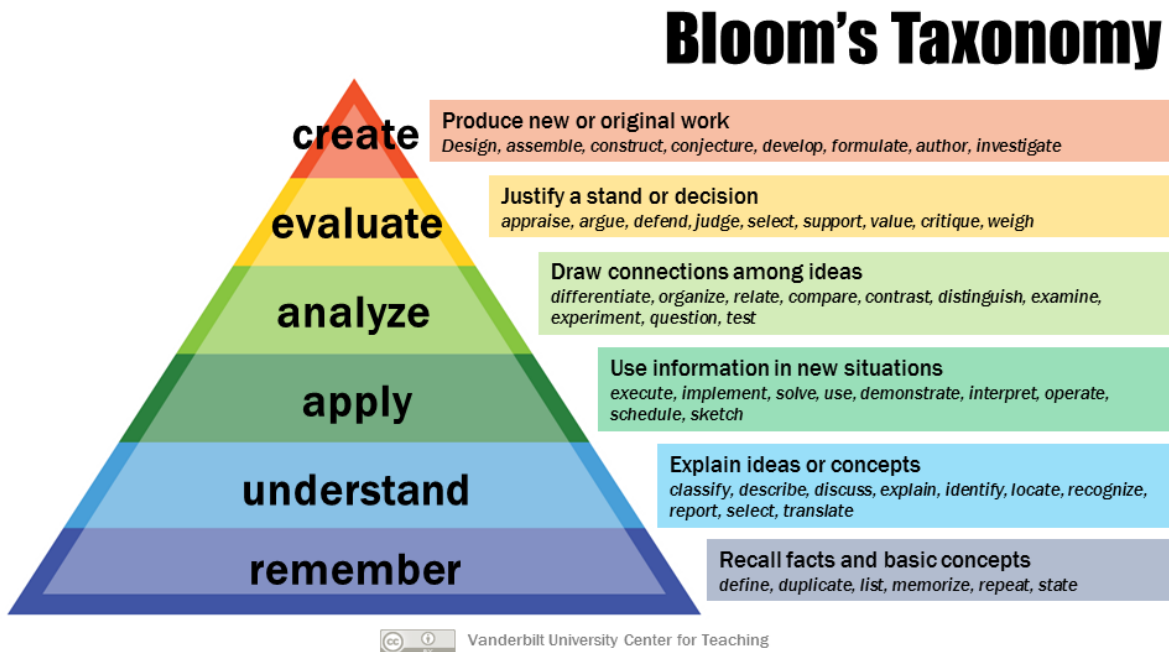 Bloom's Taxonomy
create
Produce new or original work
Design, assemble, construct, conjecture, develop, formulate, author, investigate
evaluate
Justify a stand or decision
appraise, argue, defend, judge, select, support, value, critique, weigh
analyze
Draw connections among ideas
differentiate, organize, relate, compare, contrast, distinguish, examine,
experiment, question, test
apply
Use information in new situations
execute, implement, solve, use, demonstrate, interpret, operate,
schedule, sketch
understand
Explain ideas or concepts
classify, describe, discuss, explain, identify, locate, recognize,
report, select, translate
remember
Recall facts and basic concepts
define, duplicate, list, memorize, repeat, state
cc
Vanderbilt University Center for Teaching